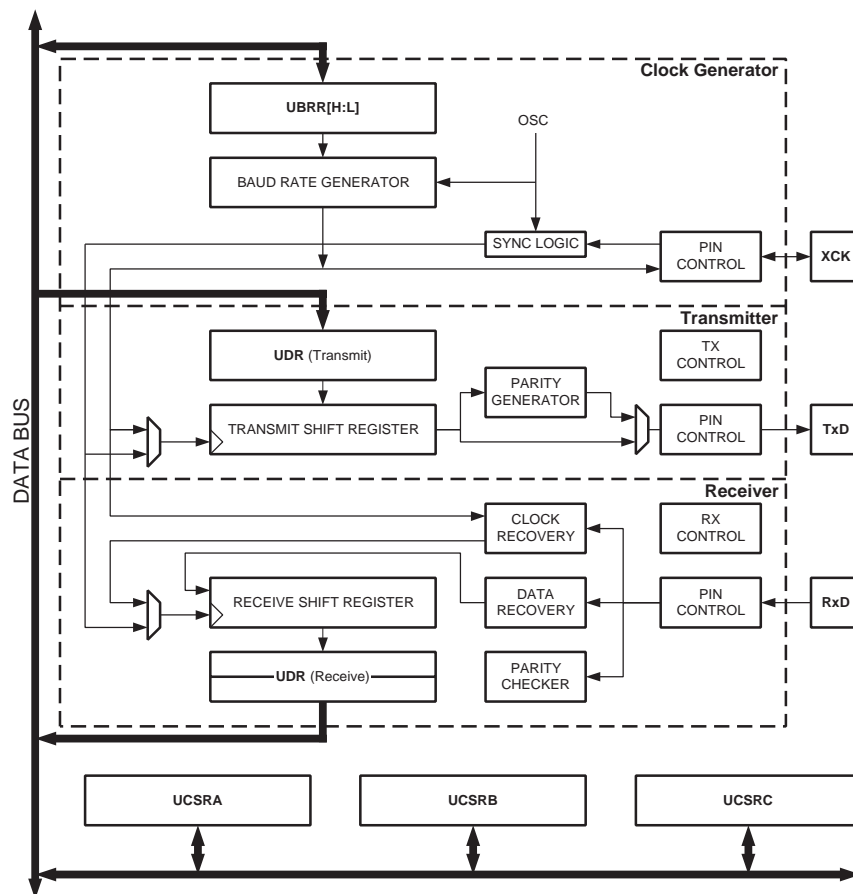 Clock Generator
UBRR[H:L]
OSC
BAUD RATE GENERATOR
SYNC LOGIC
PIN
CONTROL
XCK
Transmitter
UDR (Transmit)
TX
CONTROL
PARITY
GENERATOR
TRANSMIT SHIFT REGISTER
PIN
CONTROL
TxD
DATA BUS
Receiver
CLOCK
RECOVERY
RX
CONTROL
RECEIVE SHIFT REGISTER
DATA
RECOVERY
PIN
CONTROL
RxD
UDR (Receive)
PARITY
CHECKER
UCSRA
UCSRB
UCSRC